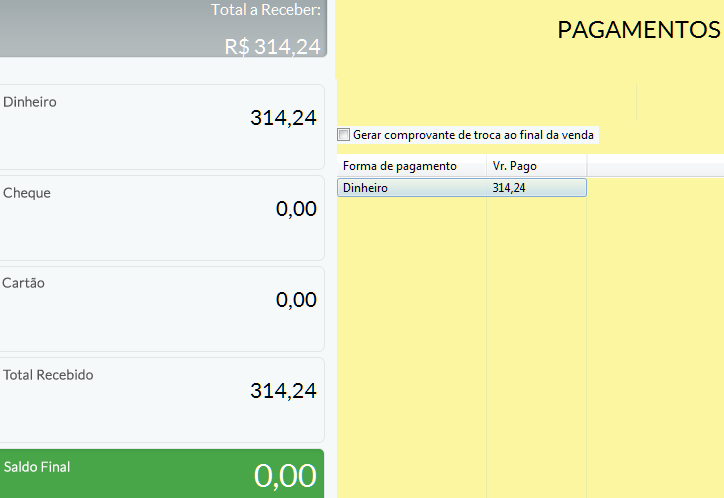 Total a Receber:
R$ 314,24
Dinheiro
314,24
Cheque
0,00
Cartão
0,00
Total Recebido
314,24
Saldo Final
0,00
PAGAMENTOS
Gerar comprovante de troca ao final da venda
Forma de pagamento Vr. Pago
Dinheiro 314,24